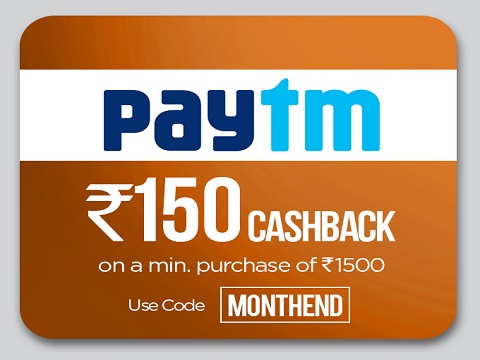 paytm
₹150 CASHBACK
on a min. purchase of ₹1500
Use Code MONTHEND